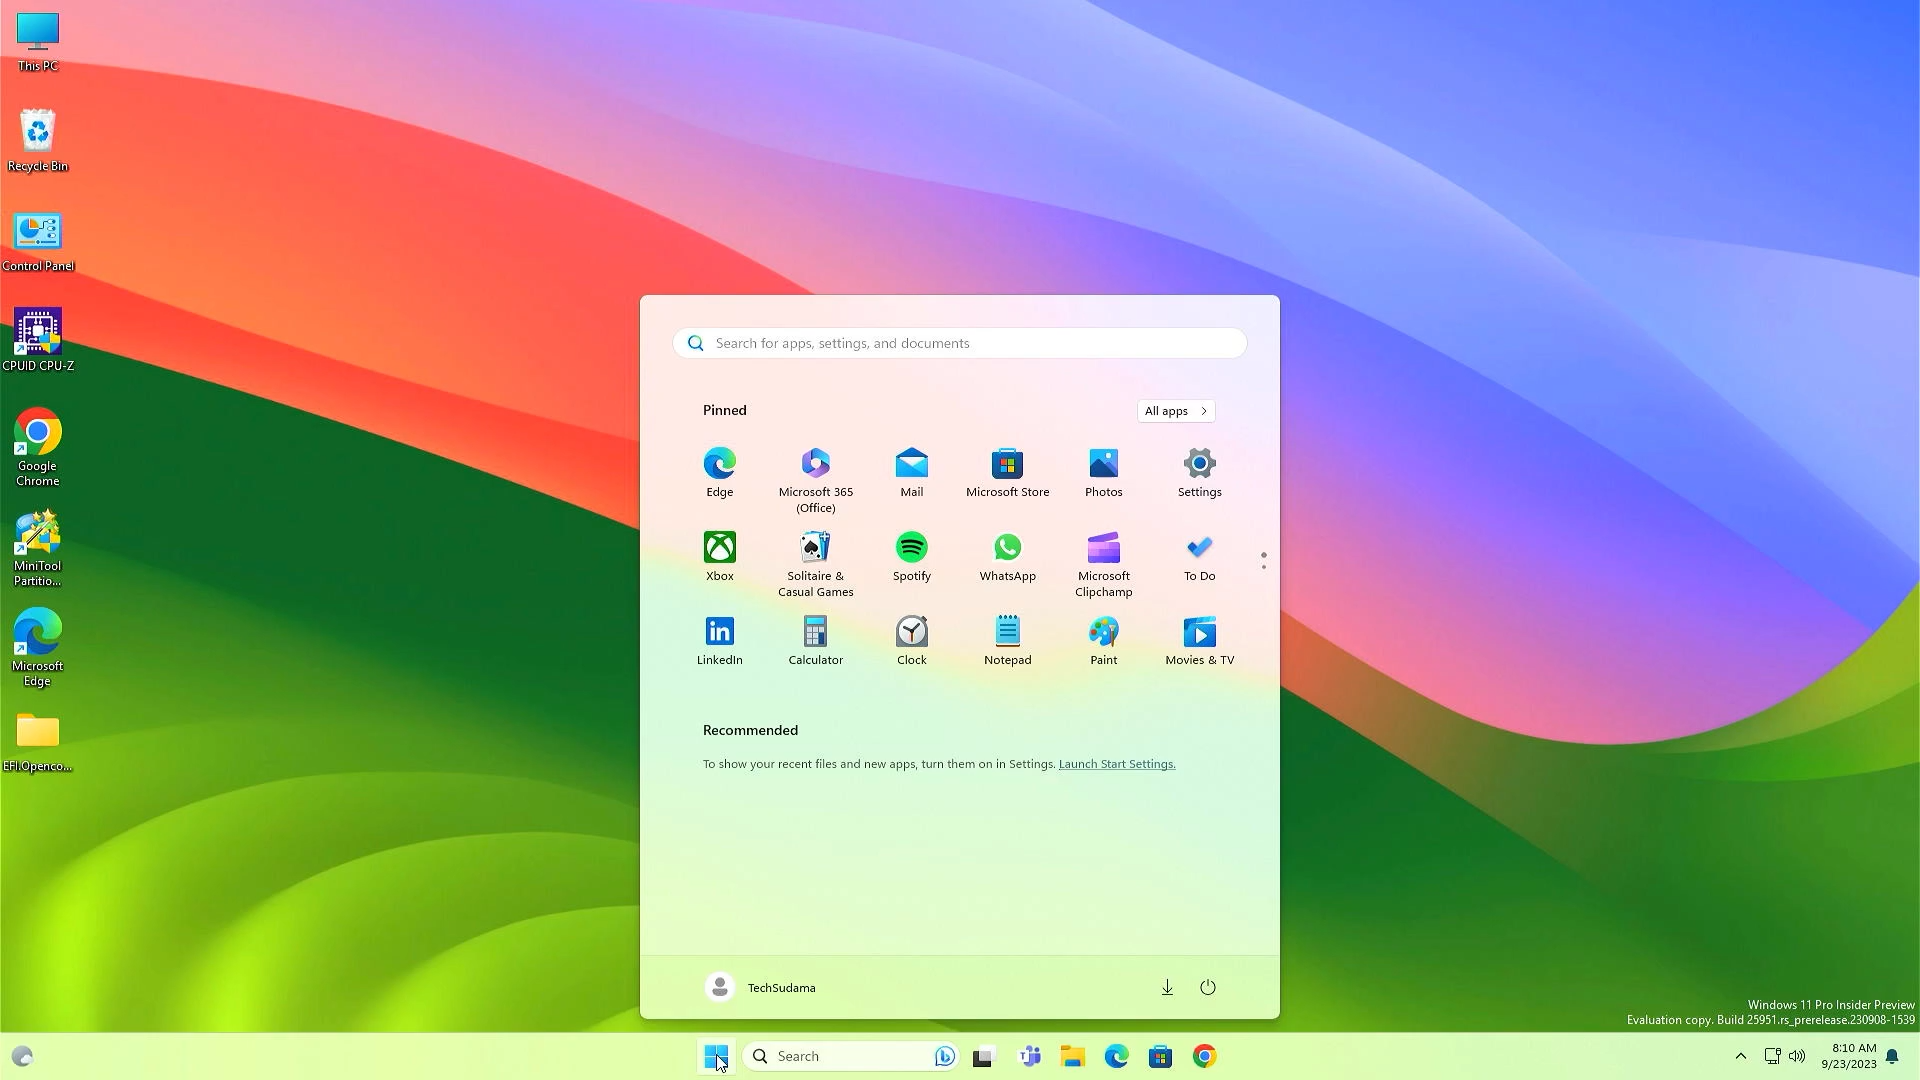 This PC
Recycle Bin
Control Panel
CPUID CPU-Z
Google
Chrome
MiniTool
Partitio...
Microsoft
Edge
EFI.Openco...
Search for apps, settings, and documents
Pinned
All apps
Edge
Microsoft 365
(Office)
Mail
Microsoft Store
Photos
Settings
Xbox
Solitaire &
Casual Games
Spotify
WhatsApp
Microsoft
Clipchamp
To Do
LinkedIn
Calculator
Clock
Notepad
Paint
Movies & TV
Recommended
To show your recent files and new apps, turn them on in Settings. Launch Start Settings.
TechSudama
Windows 11 Pro Insider Preview
Evaluation copy. Build 25951.rs_prerelease.230908-1539
Search
8:10 AM
9/23/2023